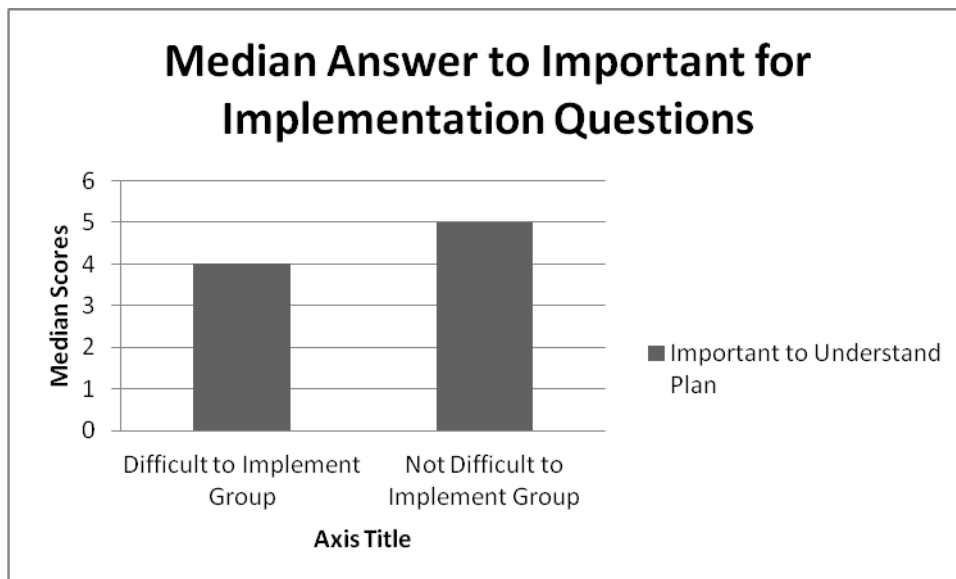 Median Answer to Important for
Implementation Questions
6
5
4
3
2
1
0
Median Scores
Difficult to Implement
Group
Not Difficult to
Implement Group
Axis Title
Important to Understand
Plan